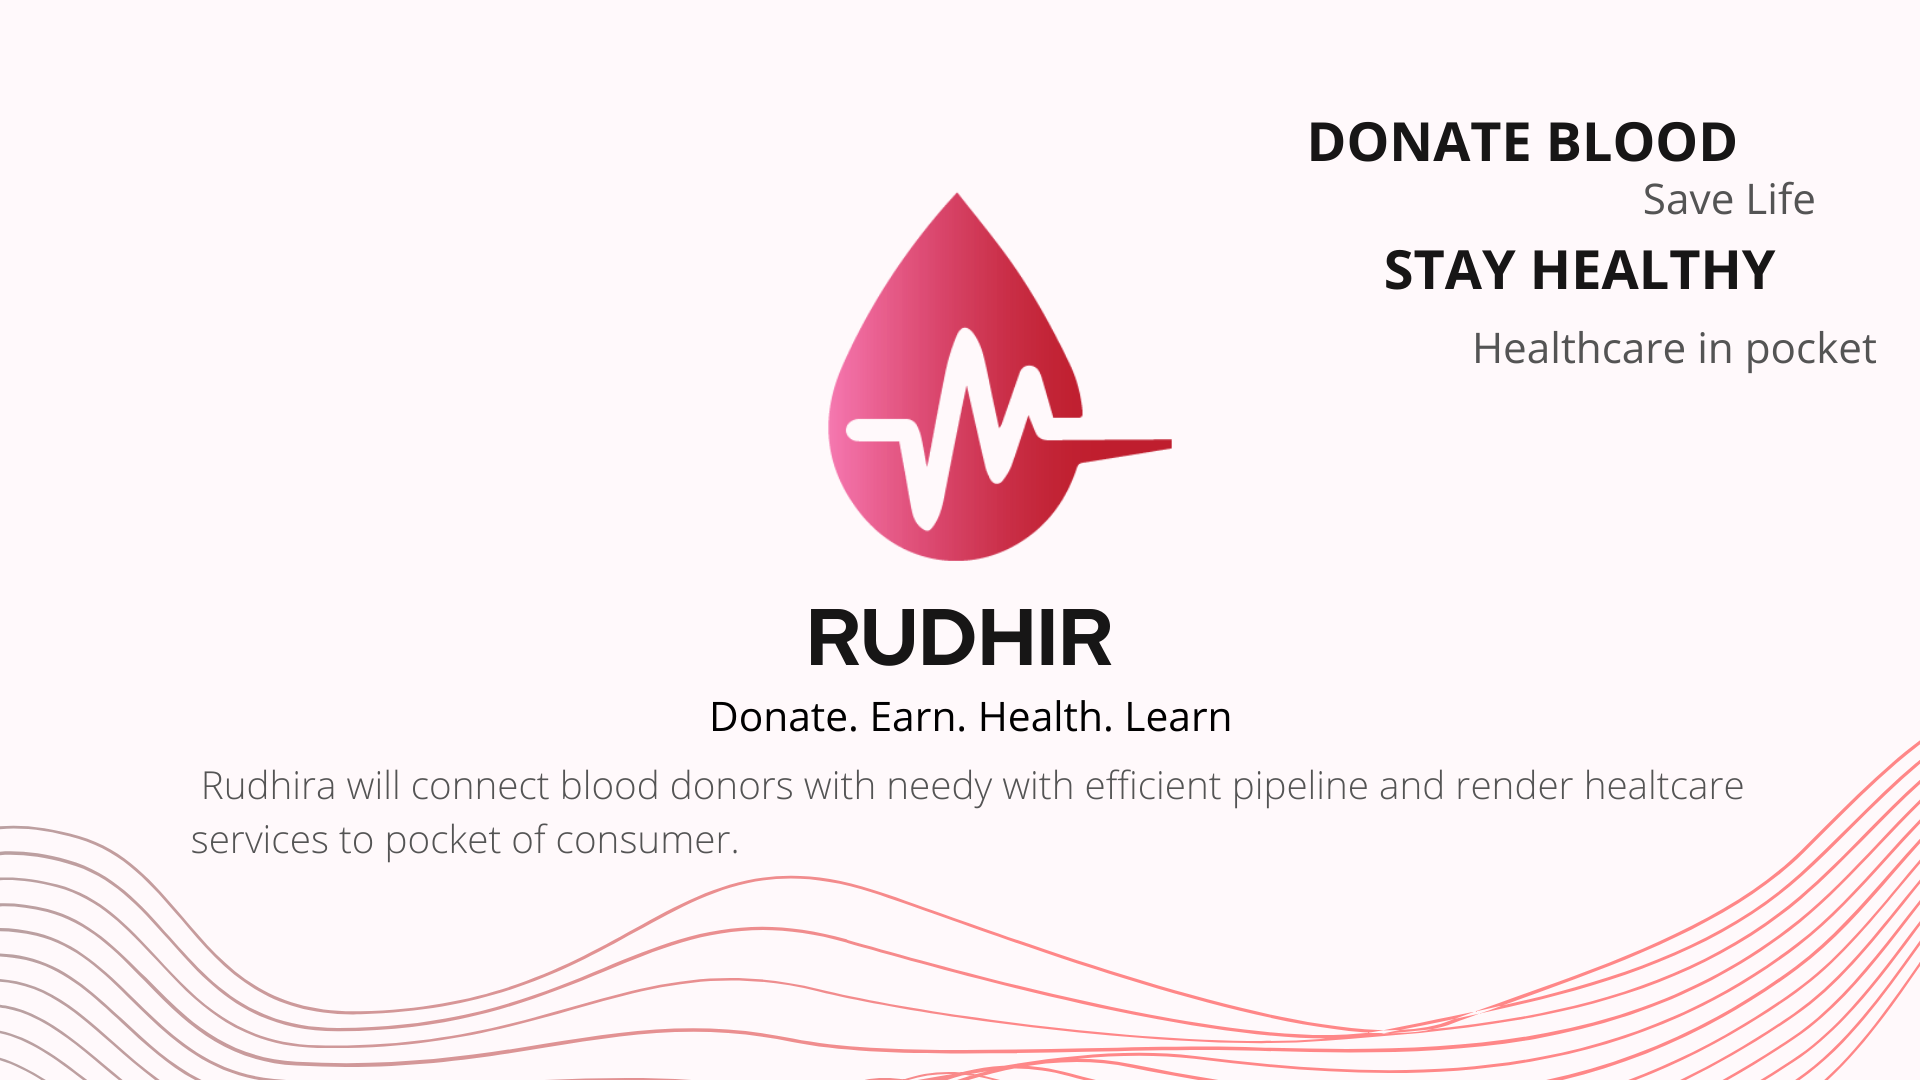 DONATE BLOOD
Save Life
STAY HEALTHY
Healthcare in pocket
RUDHIR
Donate. Earn. Health. Learn
Rudhira will connect blood donors with needy with efficient pipeline and render healtcare
services to pocket of consumer.